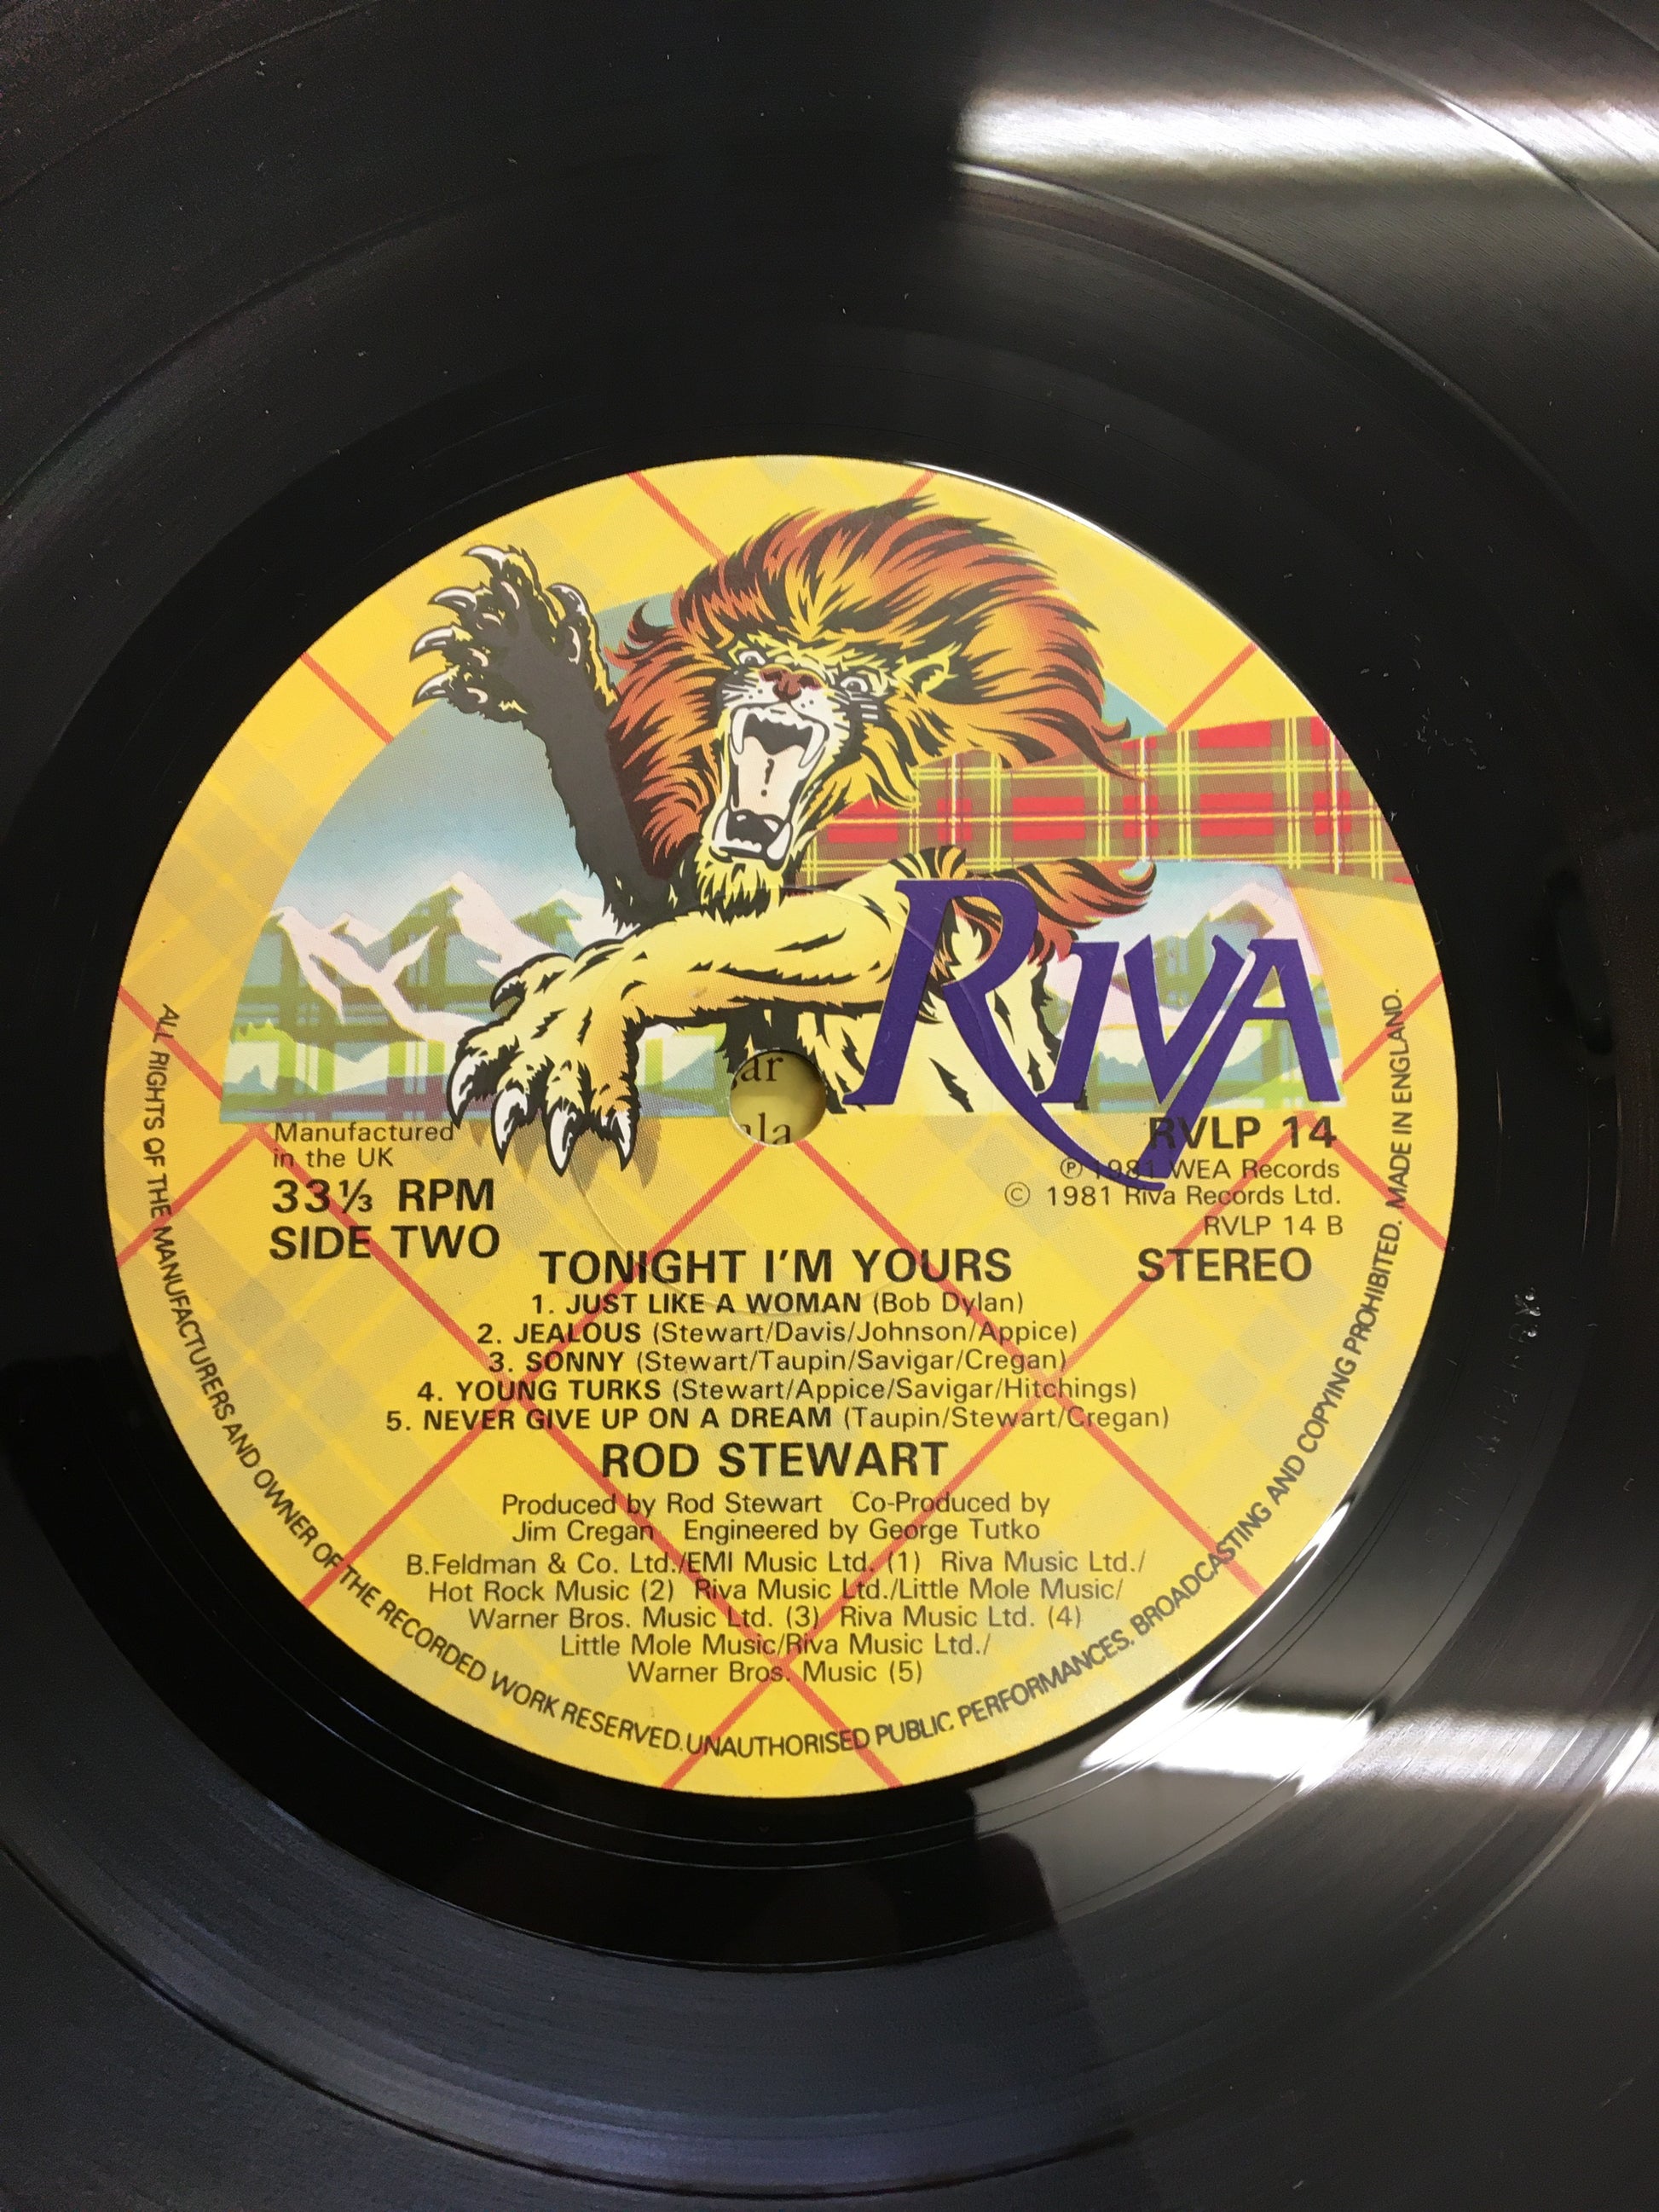 RIVA
Manufactured
in the UK
33⅓ RPM
SIDE TWO
RVLP 14
℗ 1981 WEA Records
© 1981 Riva Records Ltd.
RVLP 14 B
STEREO
TONIGHT I'M YOURS
1. JUST LIKE A WOMAN (Bob Dylan)
2. JEALOUS (Stewart/Davis/Johnson/Appice)
3. SONNY (Stewart/Taupin/Savigar/Cregan)
4. YOUNG TURKS (Stewart/Appice/Savigar/Hitchings)
5. NEVER GIVE UP ON A DREAM (Taupin/Stewart/Cregan)
ROD STEWART
Produced by Rod Stewart Co-Produced by
Jim Cregan Engineered by George Tutko
B.Feldman & Co. Ltd./EMI Music Ltd. (1) Riva Music Ltd./
Hot Rock Music (2) Riva Music Ltd./Little Mole Music/
Warner Bros. Music Ltd. (3) Riva Music Ltd. (4)
Little Mole Music/Riva Music Ltd./
Warner Bros. Music (5)
ALL RIGHTS OF THE MANUFACTURERS AND OWNER OF THE RECORDED WORK RESERVED. UNAUTHORISED PUBLIC PERFORMANCES. BROADCASTING AND COPYING PROHIBITED. MADE IN ENGLAND.